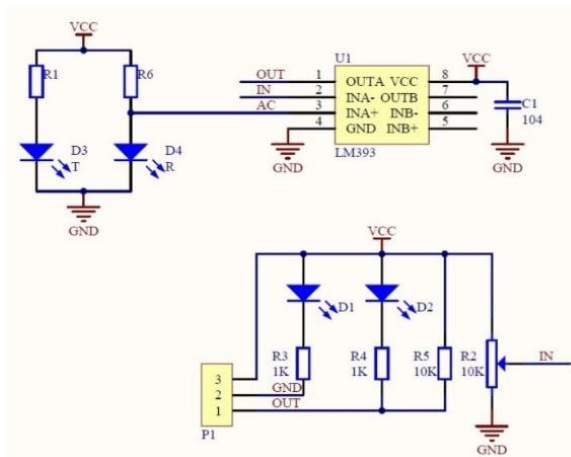 VCC
R1
R6
D3
T
D4
R
GND
U1
OUT 1 OUTA VCC 8
IN 2 INA- OUTB 7
AC 3 INA+ INB- 6
4 GND INB+ 5
LM393
GND
VCC
C1
104
GND
VCC
D1
D2
R3
1K
R4
1K
R5
10K
R2
10K
IN
3
2 GND
1 OUT
P1
GND